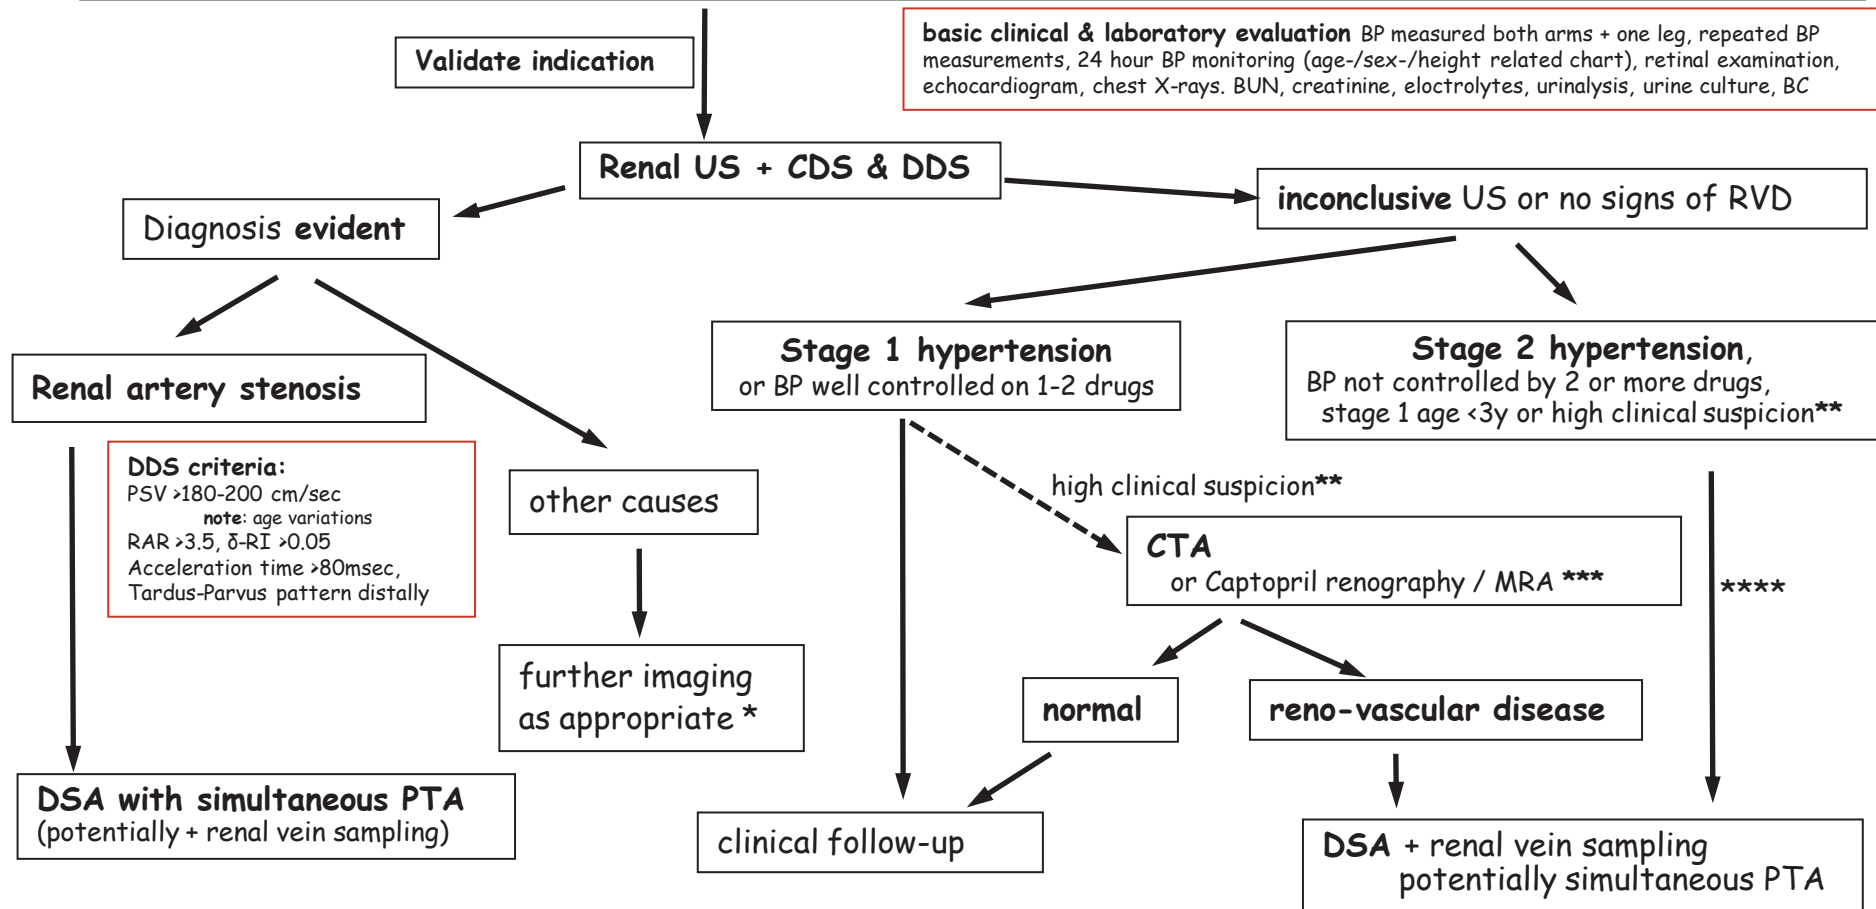 Validate indication
basic clinical & laboratory evaluation BP measured both arms + one leg, repeated BP
measurements, 24 hour BP monitoring (age-/sex-/height related chart), retinal examination,
echocardiogram, chest X-rays. BUN, creatinine, eloctrolytes, urinalysis, urine culture, BC
Renal US + CDS & DDS
Diagnosis evident
inconclusive US or no signs of RVD
Renal artery stenosis
Stage 1 hypertension
or BP well controlled on 1-2 drugs
Stage 2 hypertension,
BP not controlled by 2 or more drugs,
stage 1 age <3y or high clinical suspicion**
DDS criteria:
PSV >180-200 cm/sec
note: age variations
RAR >3.5, δ-RI >0.05
Acceleration time >80msec,
Tardus-Parvus pattern distally
other causes
high clinical suspicion**
CTA
or Captopril renography / MRA ***
****
further imaging
as appropriate *
normal
reno-vascular disease
DSA with simultaneous PTA
(potentially + renal vein sampling)
clinical follow-up
DSA + renal vein sampling
potentially simultaneous PTA